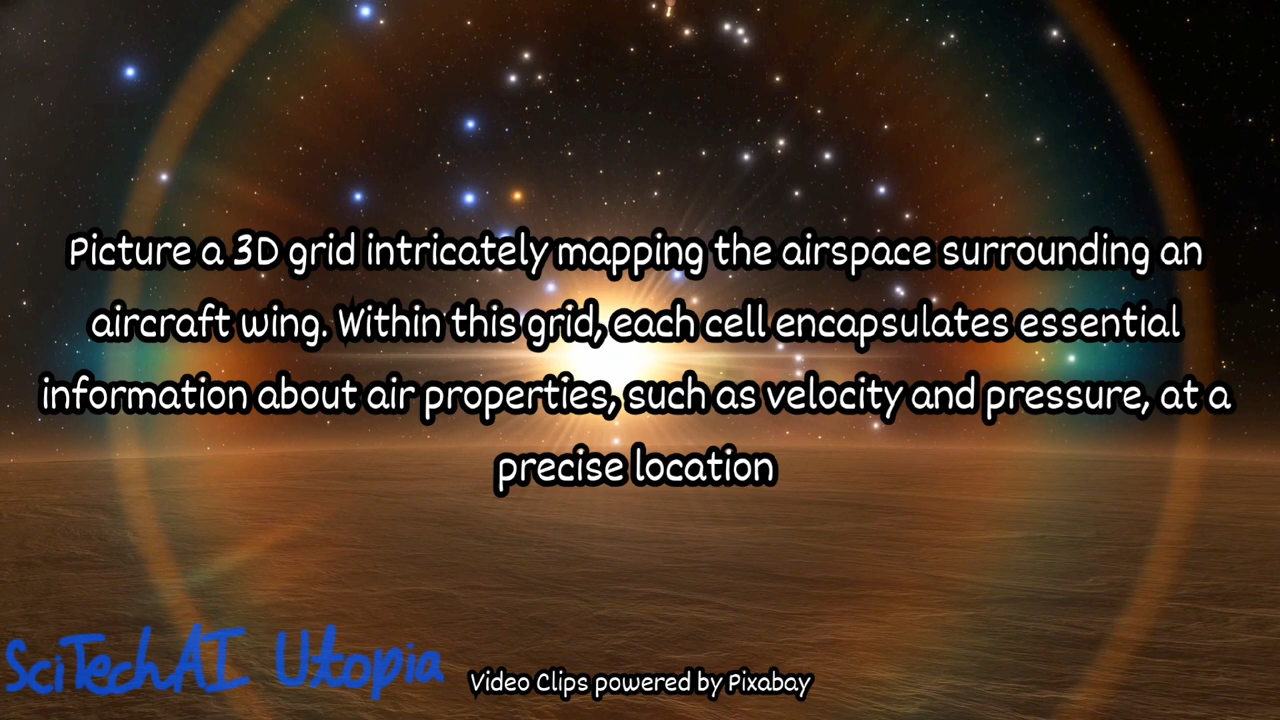 Picture a 3D grid intricately mapping the airspace surrounding an
aircraft wing. Within this grid, each cell encapsulates essential
information about air properties, such as velocity and pressure, at a
precise location
SciTechAI Utopia
Video Clips powered by Pixabay